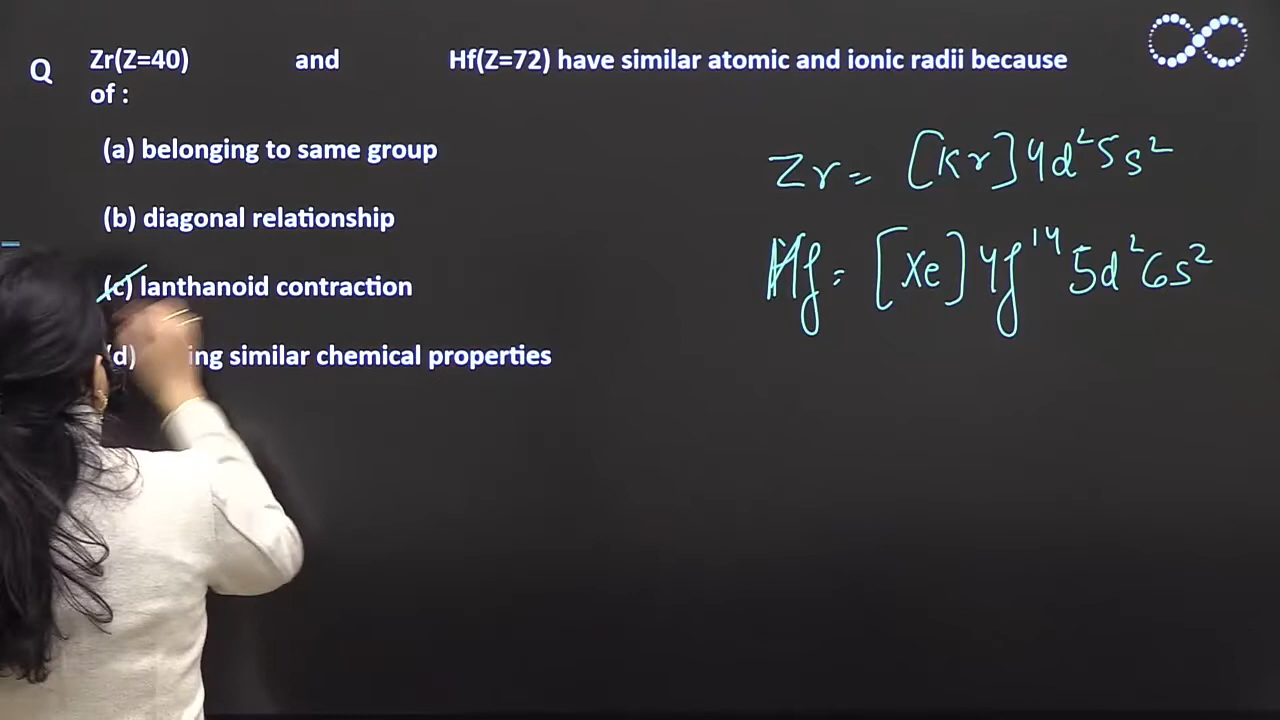 Q Zr(Z=40) and Hf(Z=72) have similar atomic and ionic radii because
of :
(a) belonging to same group
(b) diagonal relationship
(c) lanthanoid contraction
(d) similar chemical properties
Zr = [Kr] 4d² 5s²
Hf = [Xe] 4f¹⁴ 5d² 6s²